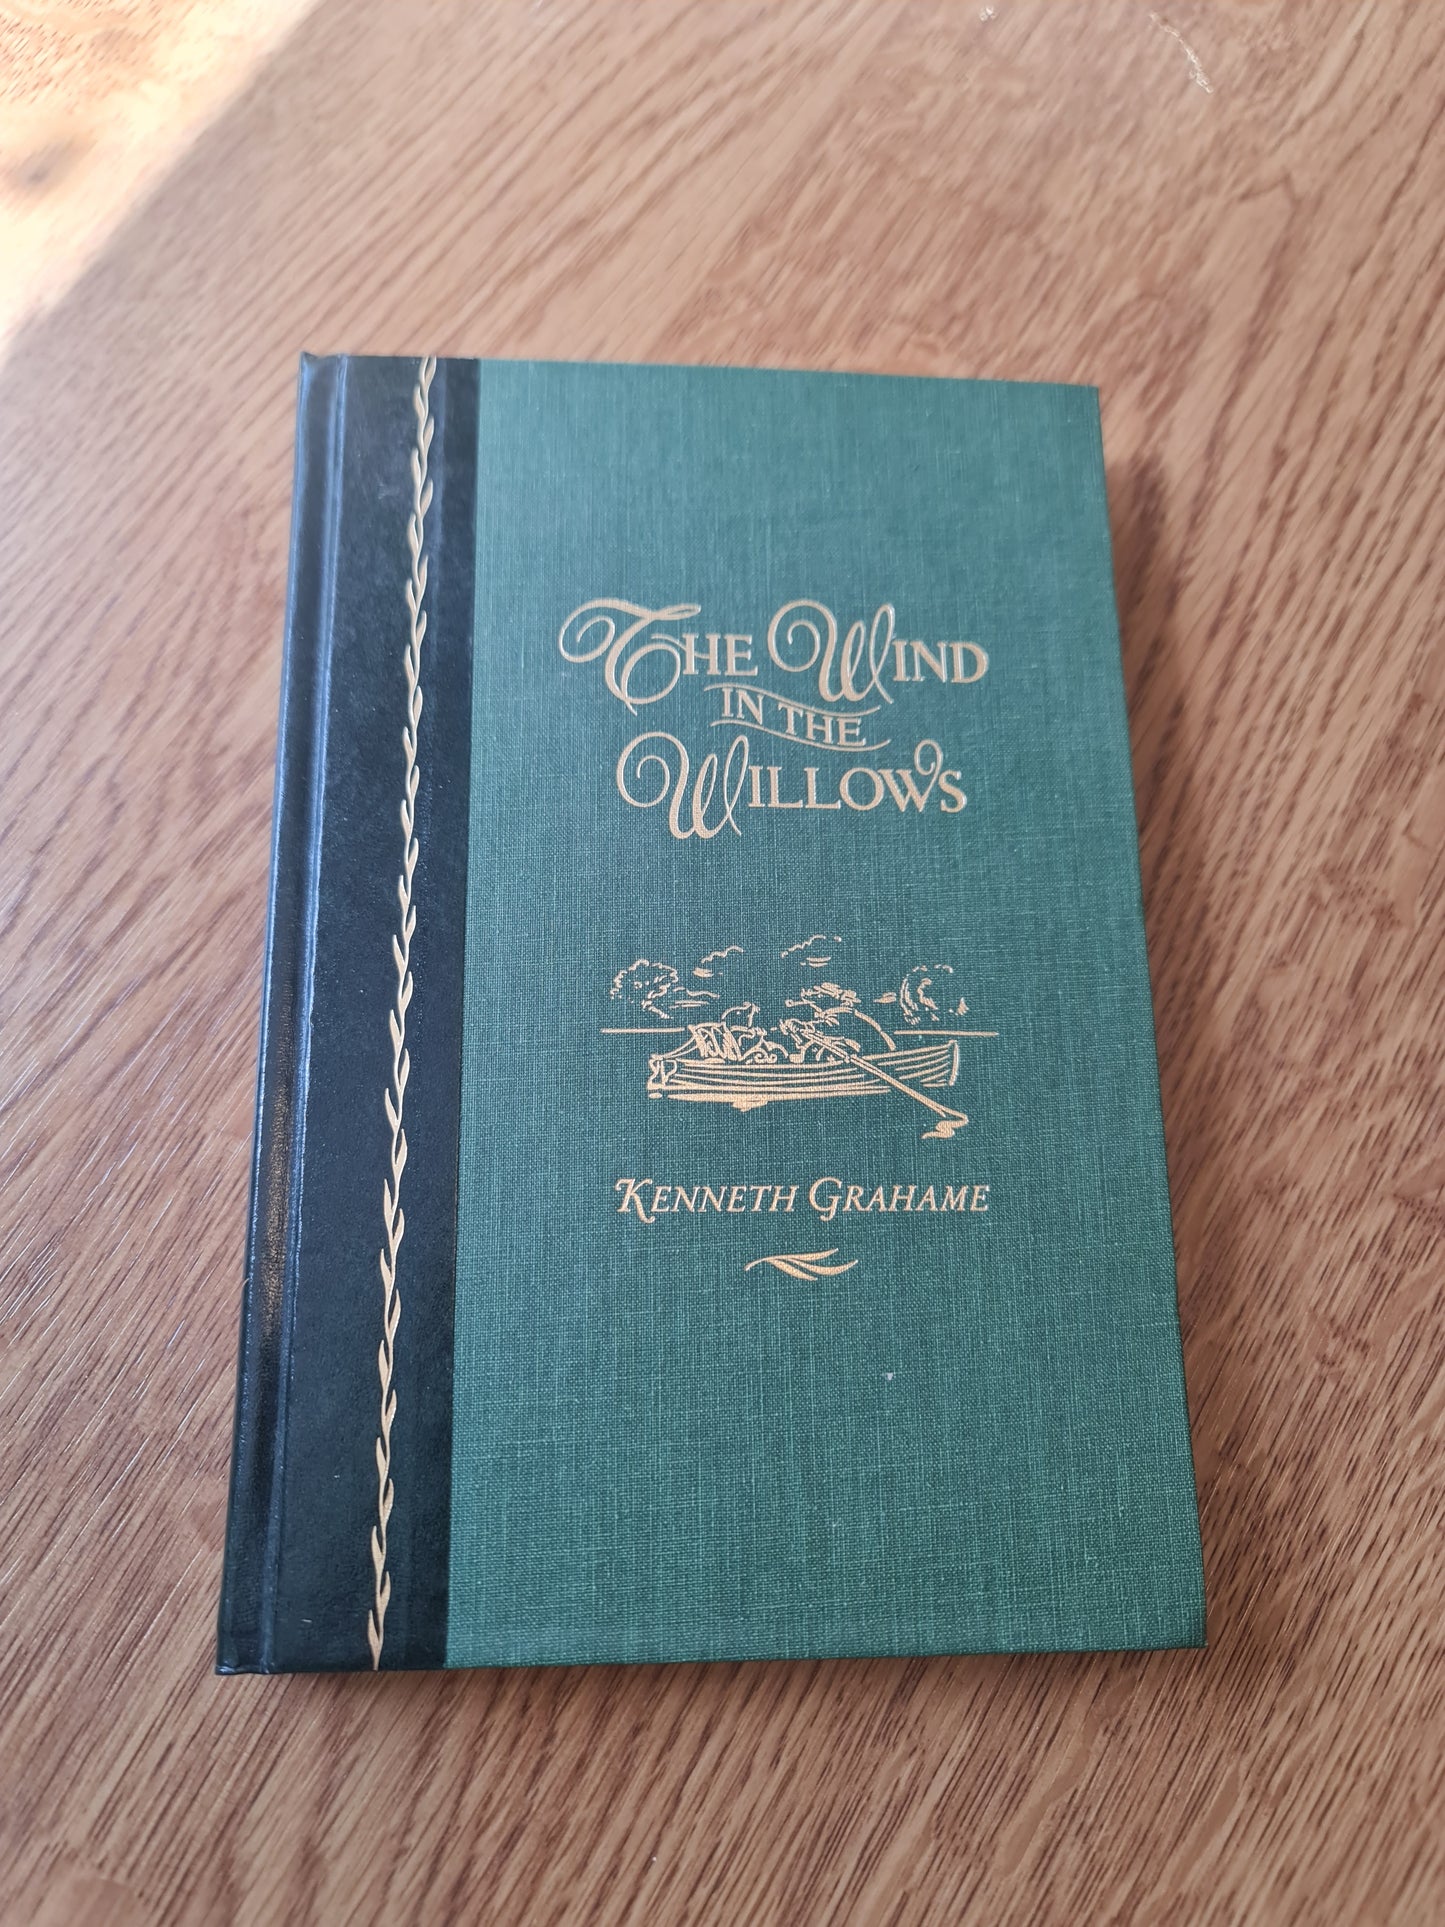 THE WIND
IN THE
WILLOWS
KENNETH GRAHAME